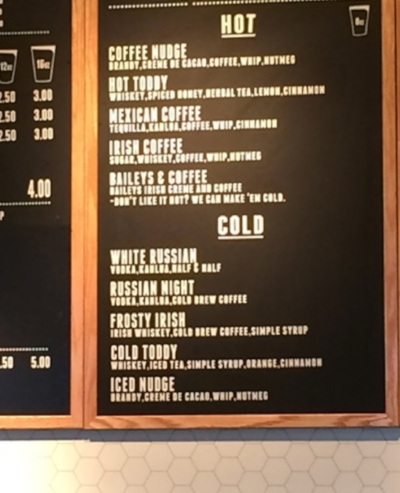 HOT
8oz
COFFEE NUDGE
BRANDY,CREME DE CACAO,COFFEE,WHIP,NUTMEG
HOT TODDY
WHISKEY,SPICED HONEY,HERBAL TEA,LEMON,CINNAMON
MEXICAN COFFEE
TEQUILLA,KAHLUA,COFFEE,WHIP,CINNAMON
IRISH COFFEE
SUGAR,WHISKEY,COFFEE,WHIP,NUTMEG
BAILEYS & COFFEE
BAILEYS IRISH CREME AND COFFEE
-DON'T LIKE IT HOT? WE CAN MAKE 'EM COLD.
COLD
WHITE RUSSIAN
VODKA,KAHLUA,HALF & HALF
RUSSIAN NIGHT
VODKA,KAHLUA,COLD BREW COFFEE
FROSTY IRISH
IRISH WHISKEY,COLD BREW COFFEE,SIMPLE SYRUP
COLD TODDY
WHISKEY,ICED TEA,SIMPLE SYRUP,ORANGE,CINNAMON
ICED NUDGE
BRANDY,CREME DE CACAO,WHIP,NUTMEG
12oz 16oz
2.50 3.00
2.50 3.00
2.50 3.00
4.00
.50 5.00